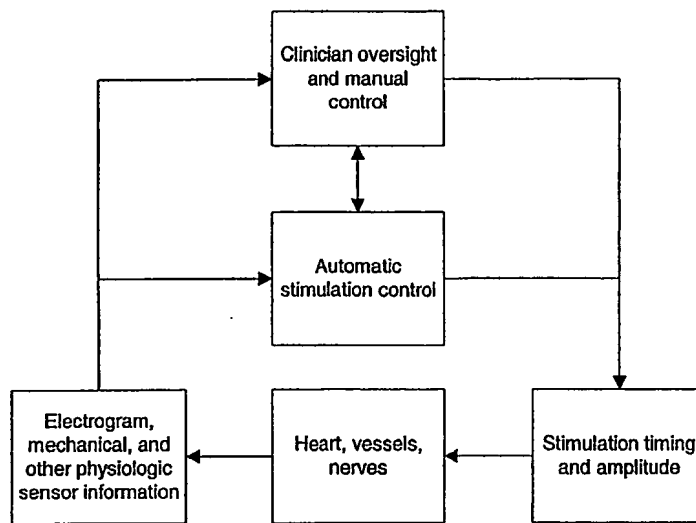 Clinician oversight
and manual
control
Automatic
stimulation control
Electrogram,
mechanical, and
other physiologic
sensor information
Heart, vessels,
nerves
Stimulation timing
and amplitude